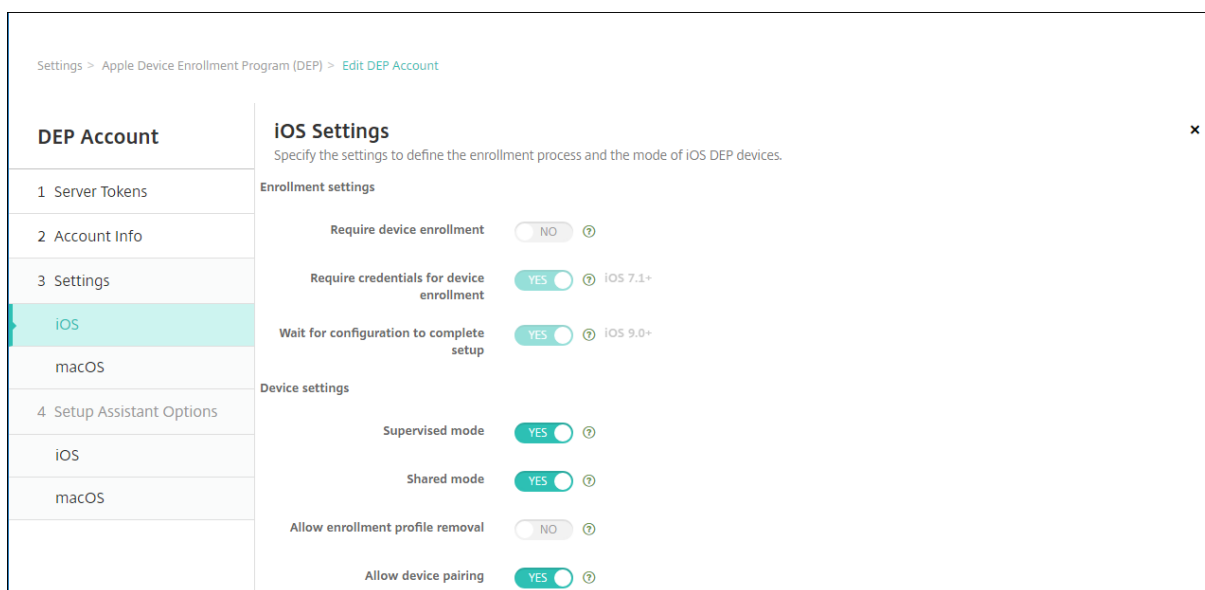 Settings > Apple Device Enrollment Program (DEP) > Edit DEP Account
DEP Account
1 Server Tokens
2 Account Info
3 Settings
iOS
macOS
4 Setup Assistant Options
iOS
macOS
iOS Settings
Specify the settings to define the enrollment process and the mode of iOS DEP devices.
Enrollment settings
Require device enrollment NO
Require credentials for device YES iOS 7.1+
enrollment
Wait for configuration to complete YES iOS 9.0+
setup
Device settings
Supervised mode YES
Shared mode YES
Allow enrollment profile removal NO
Allow device pairing YES